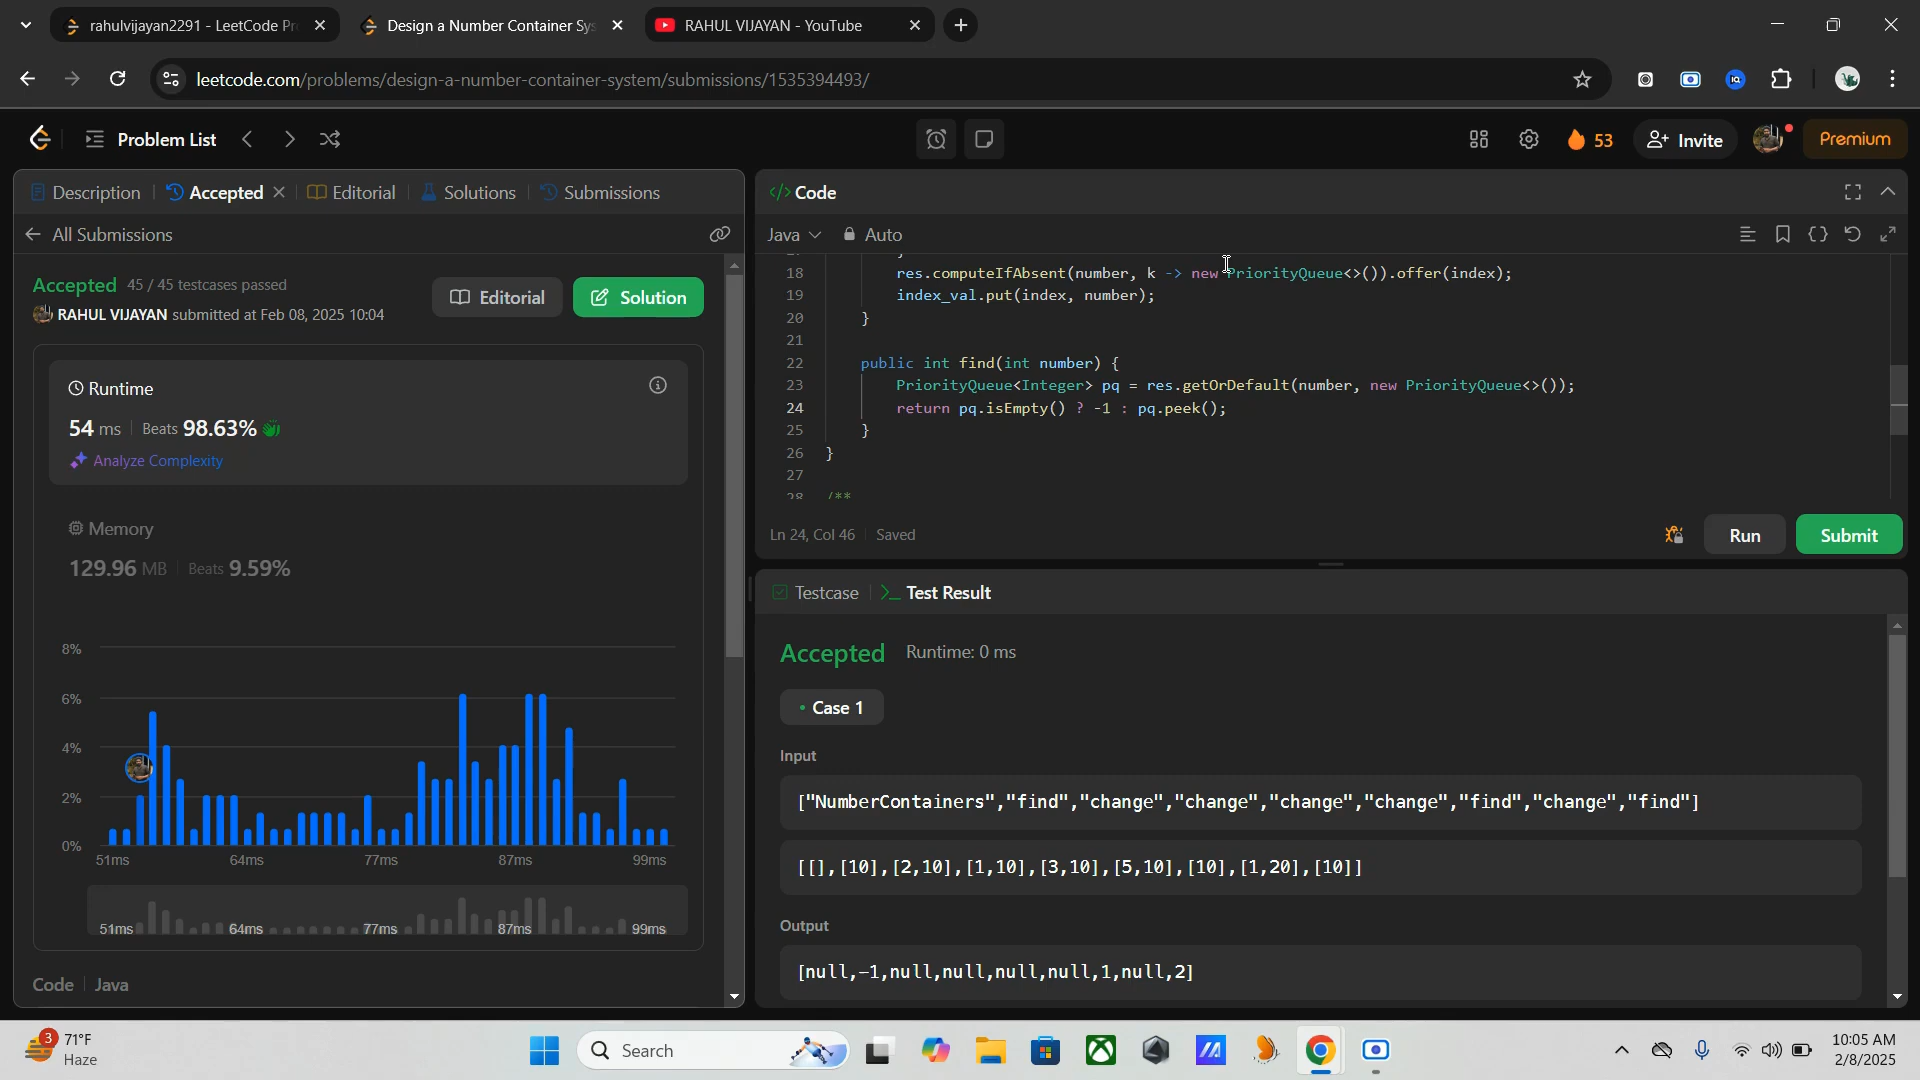 rahulvijayan2291 - LeetCode Pr
Design a Number Container Sys
RAHUL VIJAYAN - YouTube
leetcode.com/problems/design-a-number-container-system/submissions/1535394493/
Problem List
53
Invite
Premium
Description
Accepted
Editorial
Solutions
Submissions
All Submissions
Accepted 45 / 45 testcases passed
RAHUL VIJAYAN submitted at Feb 08, 2025 10:04
Editorial
Solution
Runtime
54 ms Beats 98.63%
Analyze Complexity
Memory
129.96 MB Beats 9.59%
8%
6%
4%
2%
0%
51ms 64ms 77ms 87ms 99ms
51ms 64ms 77ms 87ms 99ms
Code Java
</> Code
Java Auto
18 res.computeIfAbsent(number, k -> new PriorityQueue<>()).offer(index);
19 index_val.put(index, number);
20 }
21
22 public int find(int number) {
23 PriorityQueue<Integer> pq = res.getOrDefault(number, new PriorityQueue<>());
24 return pq.isEmpty() ? -1 : pq.peek();
25 }
26 }
27
28 /**
Ln 24, Col 46 Saved
Run
Submit
Testcase
Test Result
Accepted Runtime: 0 ms
Case 1
Input
["NumberContainers","find","change","change","change","change","find","change","find"]
[[],[10],[2,10],[1,10],[3,10],[5,10],[10],[1,20],[10]]
Output
[null,-1,null,null,null,null,1,null,2]
3
71°F
Haze
Search
10:05 AM
2/8/2025